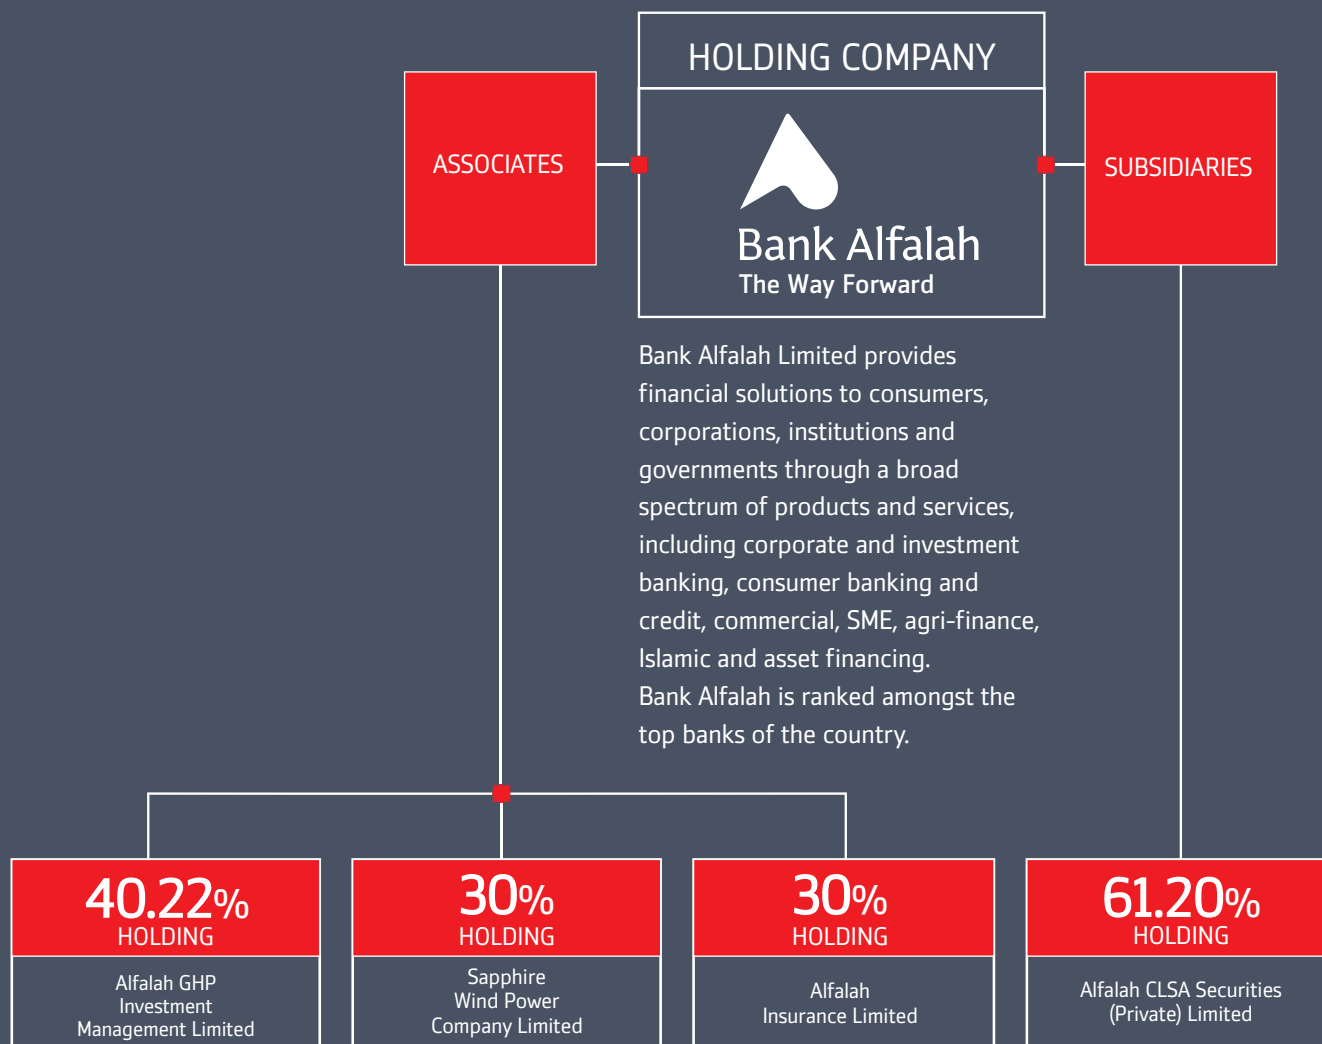 HOLDING COMPANY
ASSOCIATES
Bank Alfalah
The Way Forward
SUBSIDIARIES
Bank Alfalah Limited provides
financial solutions to consumers,
corporations, institutions and
governments through a broad
spectrum of products and services,
including corporate and investment
banking, consumer banking and
credit, commercial, SME, agri-finance,
Islamic and asset financing.
Bank Alfalah is ranked amongst the
top banks of the country.
40.22%
HOLDING
Alfalah GHP
Investment
Management Limited
30%
HOLDING
Sapphire
Wind Power
Company Limited
30%
HOLDING
Alfalah
Insurance Limited
61.20%
HOLDING
Alfalah CLSA Securities
(Private) Limited